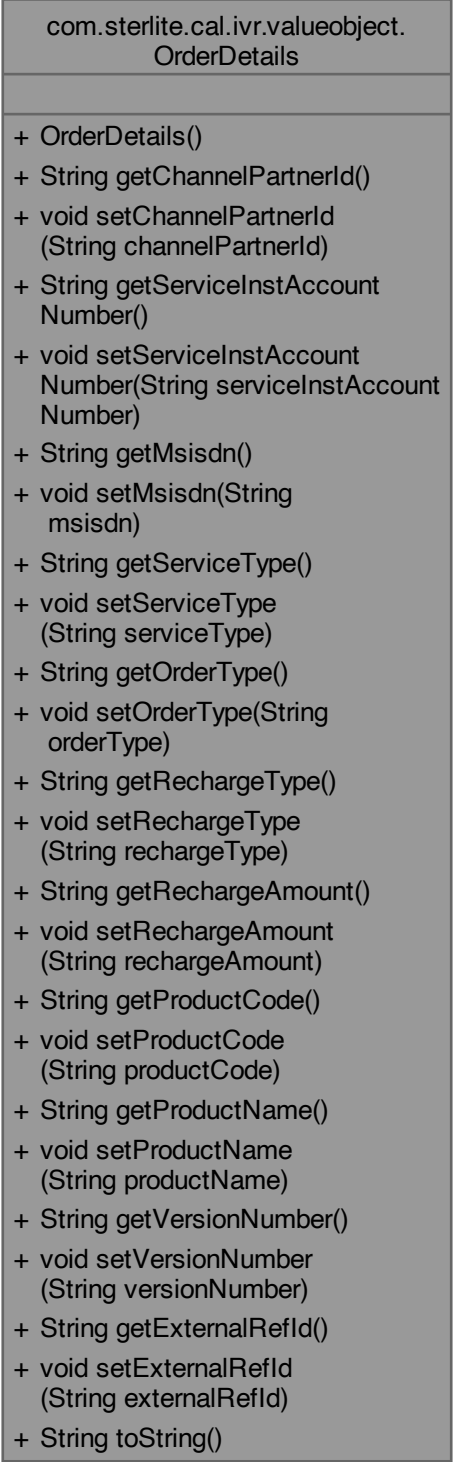 com.sterlite.cal.ivr.valueobject.
OrderDetails
+ OrderDetails()
+ String getChannelPartnerId()
+ void setChannelPartnerId
(String channelPartnerId)
+ String getServiceInstAccount
Number()
+ void setServiceInstAccount
Number(String serviceInstAccount
Number)
+ String getMsisdn()
+ void setMsisdn(String
msisdn)
+ String getServiceType()
+ void setServiceType
(String serviceType)
+ String getOrderType()
+ void setOrderType(String
orderType)
+ String getRechargeType()
+ void setRechargeType
(String rechargeType)
+ String getRechargeAmount()
+ void setRechargeAmount
(String rechargeAmount)
+ String getProductCode()
+ void setProductCode
(String productCode)
+ String getProductName()
+ void setProductName
(String productName)
+ String getVersionNumber()
+ void setVersionNumber
(String versionNumber)
+ String getExternalRefId()
+ void setExternalRefId
(String externalRefId)
+ String toString()